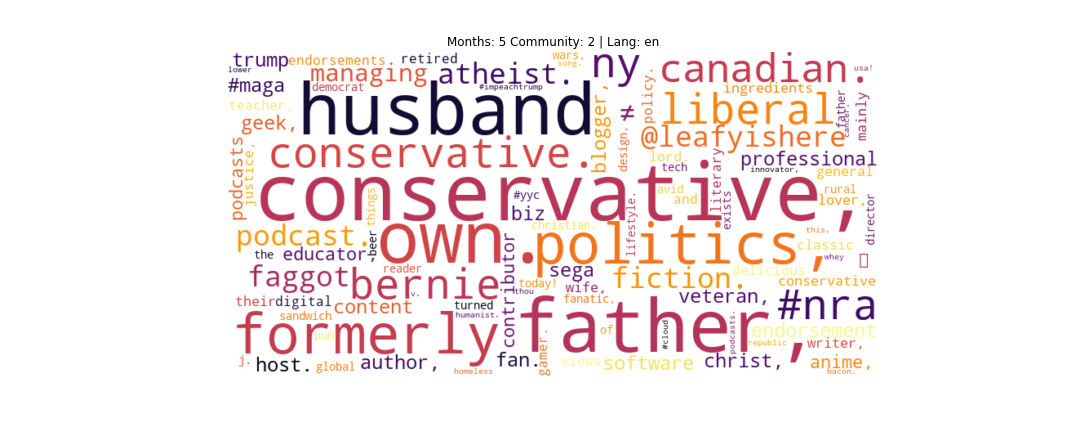 Months: 5 Community: 2 | Lang: en
trump endorsements. retired wars, ny
lower song. canadian. usa!
#maga democrat managing atheist. #impeachtrump
teacher, husband blogger, ≠ policy. ingredients father mainly
geek, liberal cancer.
podcasts justice, conservative. design, @leafyishere
lord. professional
tech literary innovator, general
conservative, avid and exists rural lover,
things #yyc biz lifestyle. director
podcast. beer own. christian. politics, this, classic
the educator, whey
faggot reader contributor sega fiction. delicious conservative
bernie. today! wife,
v. thou fanatic, veteran, #nra
their digital turned
sandwich content humanist. father, endorsement
formerly pun gamer. of #cloud podcasts. republic writer,
j. host. global author, fan. views software christ, anime,
homeless bacon.